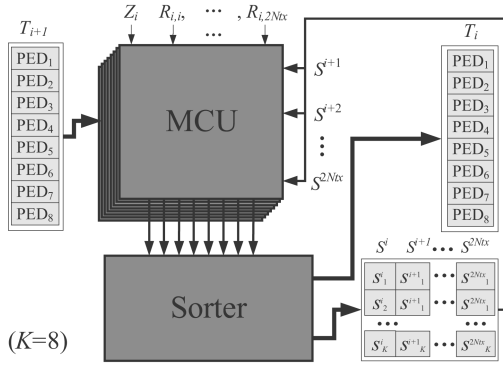 Z_i R_{i,i}, ... , R_{i,2Ntx}
...
T_{i+1}
PED_1
PED_2
PED_3
PED_4
PED_5
PED_6
PED_7
PED_8
MCU
S^{i+1}
S^{i+2}
⋮
S^{2Ntx}
T_i
PED_1
PED_2
PED_3
PED_4
PED_5
PED_6
PED_7
PED_8
Sorter
(K=8)
S^i S^{i+1} ... S^{2Ntx}
S^i_1 S^{i+1}_1 ... S^{2Ntx}_1
S^i_2 S^{i+1}_1 ... S^{2Ntx}_1
... ...
S^i_K S^{i+1}_K ... S^{2Ntx}_K